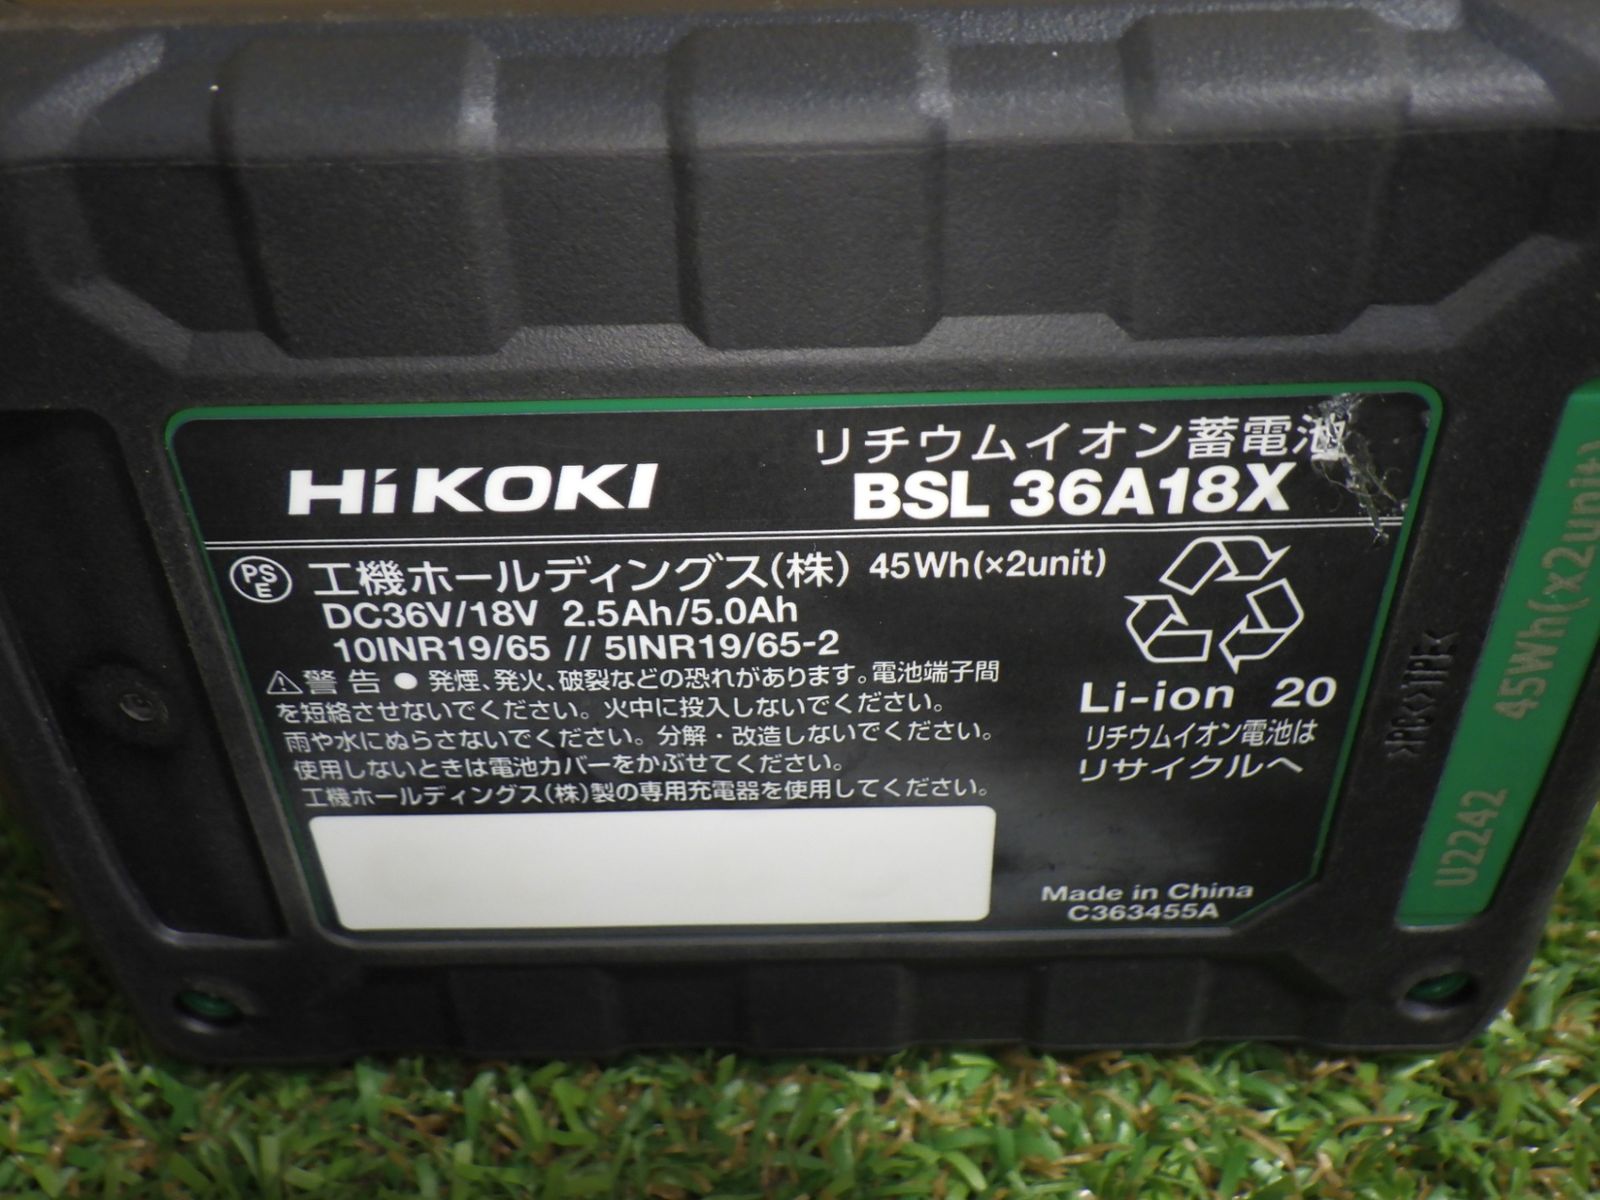 HiKOKI
リチウムイオン蓄電池
BSL 36A18X
PSE 工機ホールディングス(株) 45Wh(×2unit)
DC36V/18V 2.5Ah/5.0Ah
10INR19/65 // 5INR19/65-2
⚠警告 ● 発煙、発火、破裂などの恐れがあります。電池端子間
を短絡させないでください。火中に投入しないでください。
雨や水にぬらさないでください。分解・改造しないでください。
使用しないときは電池カバーをかぶせてください。
工機ホールディングス(株)製の専用充電器を使用してください。
Li-ion 20
リチウムイオン電池は
リサイクルへ
Made in China
C363455A
>PC<>TPE<
U2242 45Wh(×2unit)